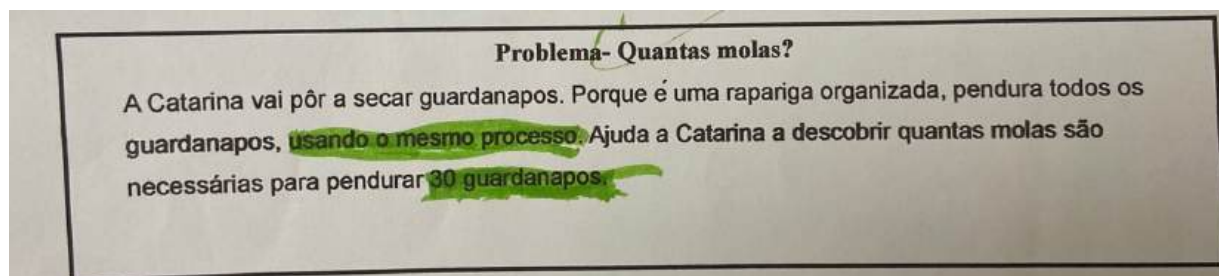 Problema- Quantas molas?
A Catarina vai pôr a secar guardanapos. Porque é uma rapariga organizada, pendura todos os
guardanapos, usando o mesmo processo. Ajuda a Catarina a descobrir quantas molas são
necessárias para pendurar 30 guardanapos.